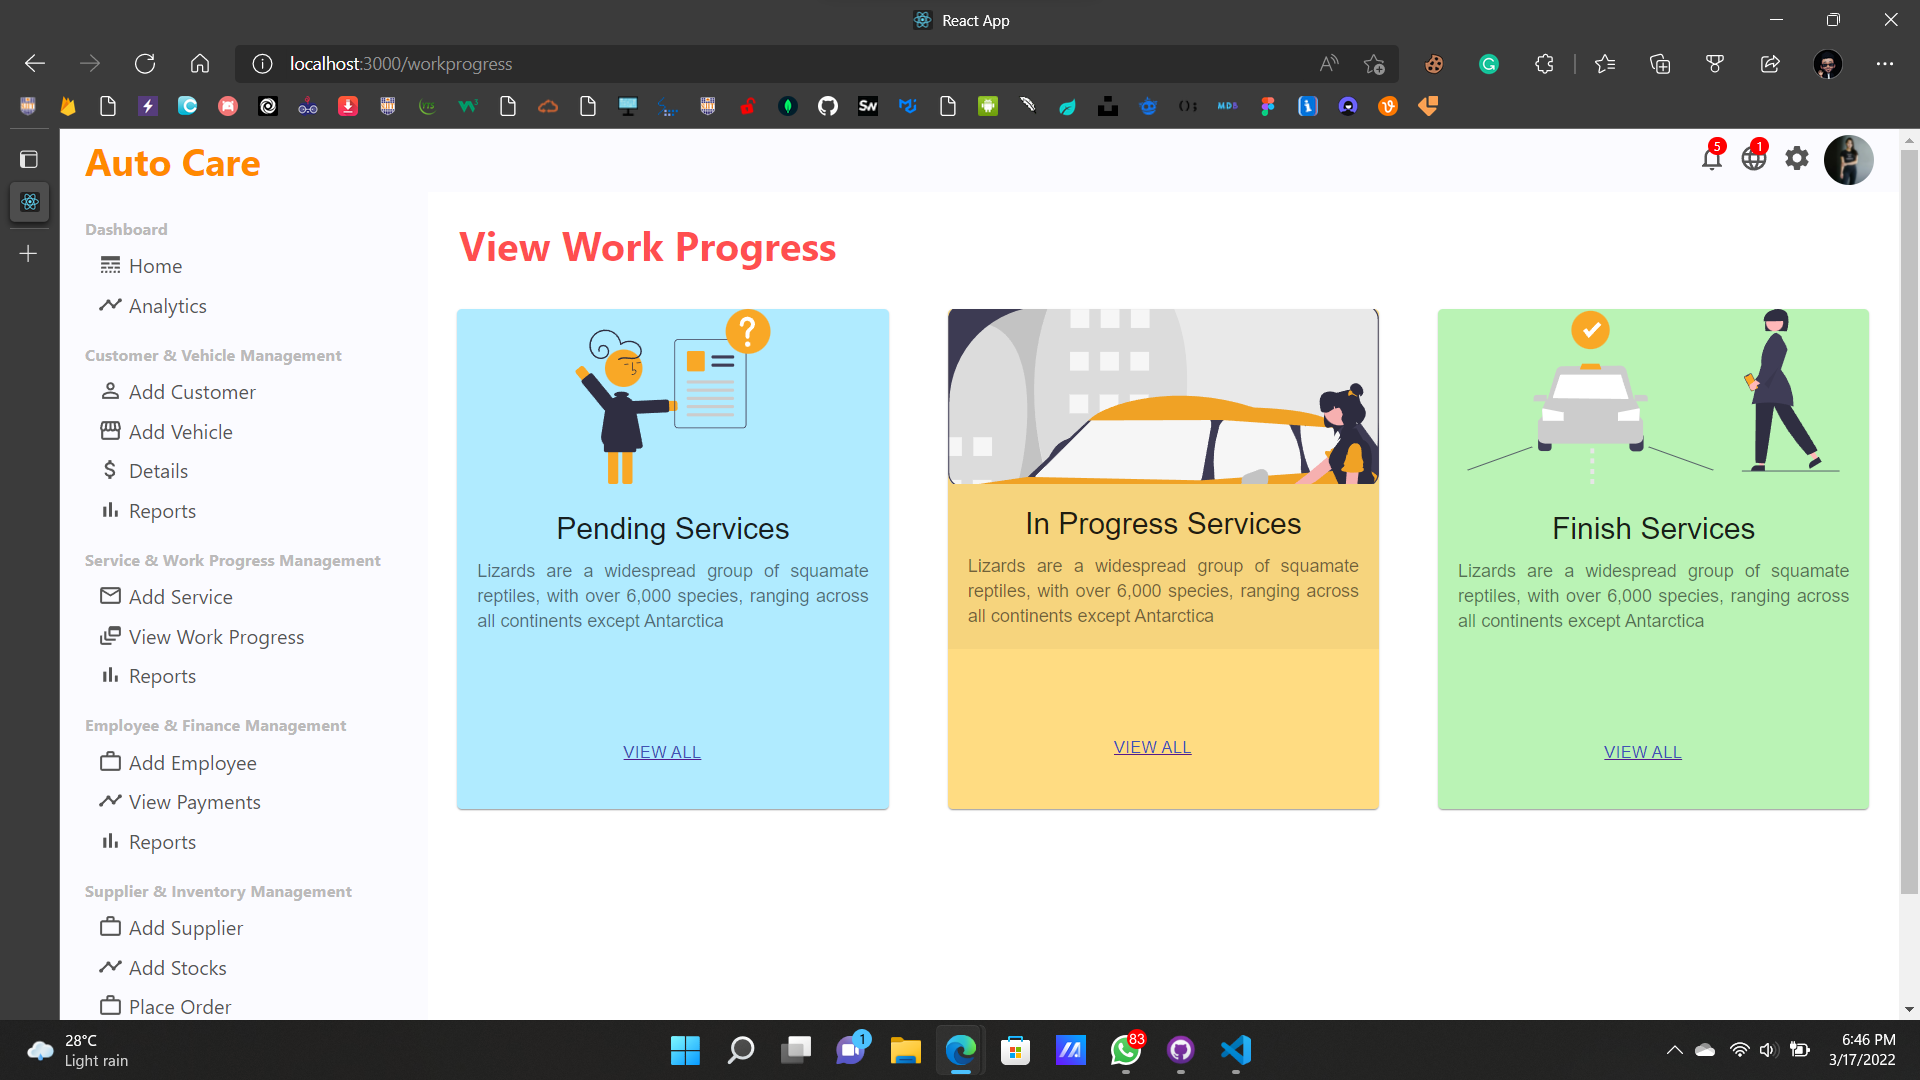 React App
localhost:3000/workprogress
Auto Care
5
1
Dashboard
Home
Analytics
Customer & Vehicle Management
Add Customer
Add Vehicle
Details
Reports
Service & Work Progress Management
Add Service
View Work Progress
Reports
Employee & Finance Management
Add Employee
View Payments
Reports
Supplier & Inventory Management
Add Supplier
Add Stocks
Place Order
View Work Progress
?
Pending Services
Lizards are a widespread group of squamate
reptiles, with over 6,000 species, ranging across
all continents except Antarctica
VIEW ALL
In Progress Services
Lizards are a widespread group of squamate
reptiles, with over 6,000 species, ranging across
all continents except Antarctica
VIEW ALL
Finish Services
Lizards are a widespread group of squamate
reptiles, with over 6,000 species, ranging across
all continents except Antarctica
VIEW ALL
28°C
Light rain
1
83
6:46 PM
3/17/2022